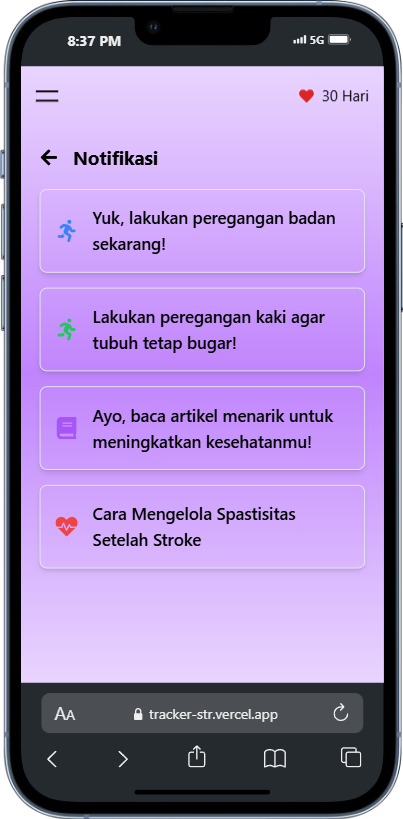 8:37 PM 5G
30 Hari
Notifikasi
Yuk, lakukan peregangan badan
sekarang!
Lakukan peregangan kaki agar
tubuh tetap bugar!
Ayo, baca artikel menarik untuk
meningkatkan kesehatanmu!
Cara Mengelola Spastisitas
Setelah Stroke
AA tracker-str.vercel.app